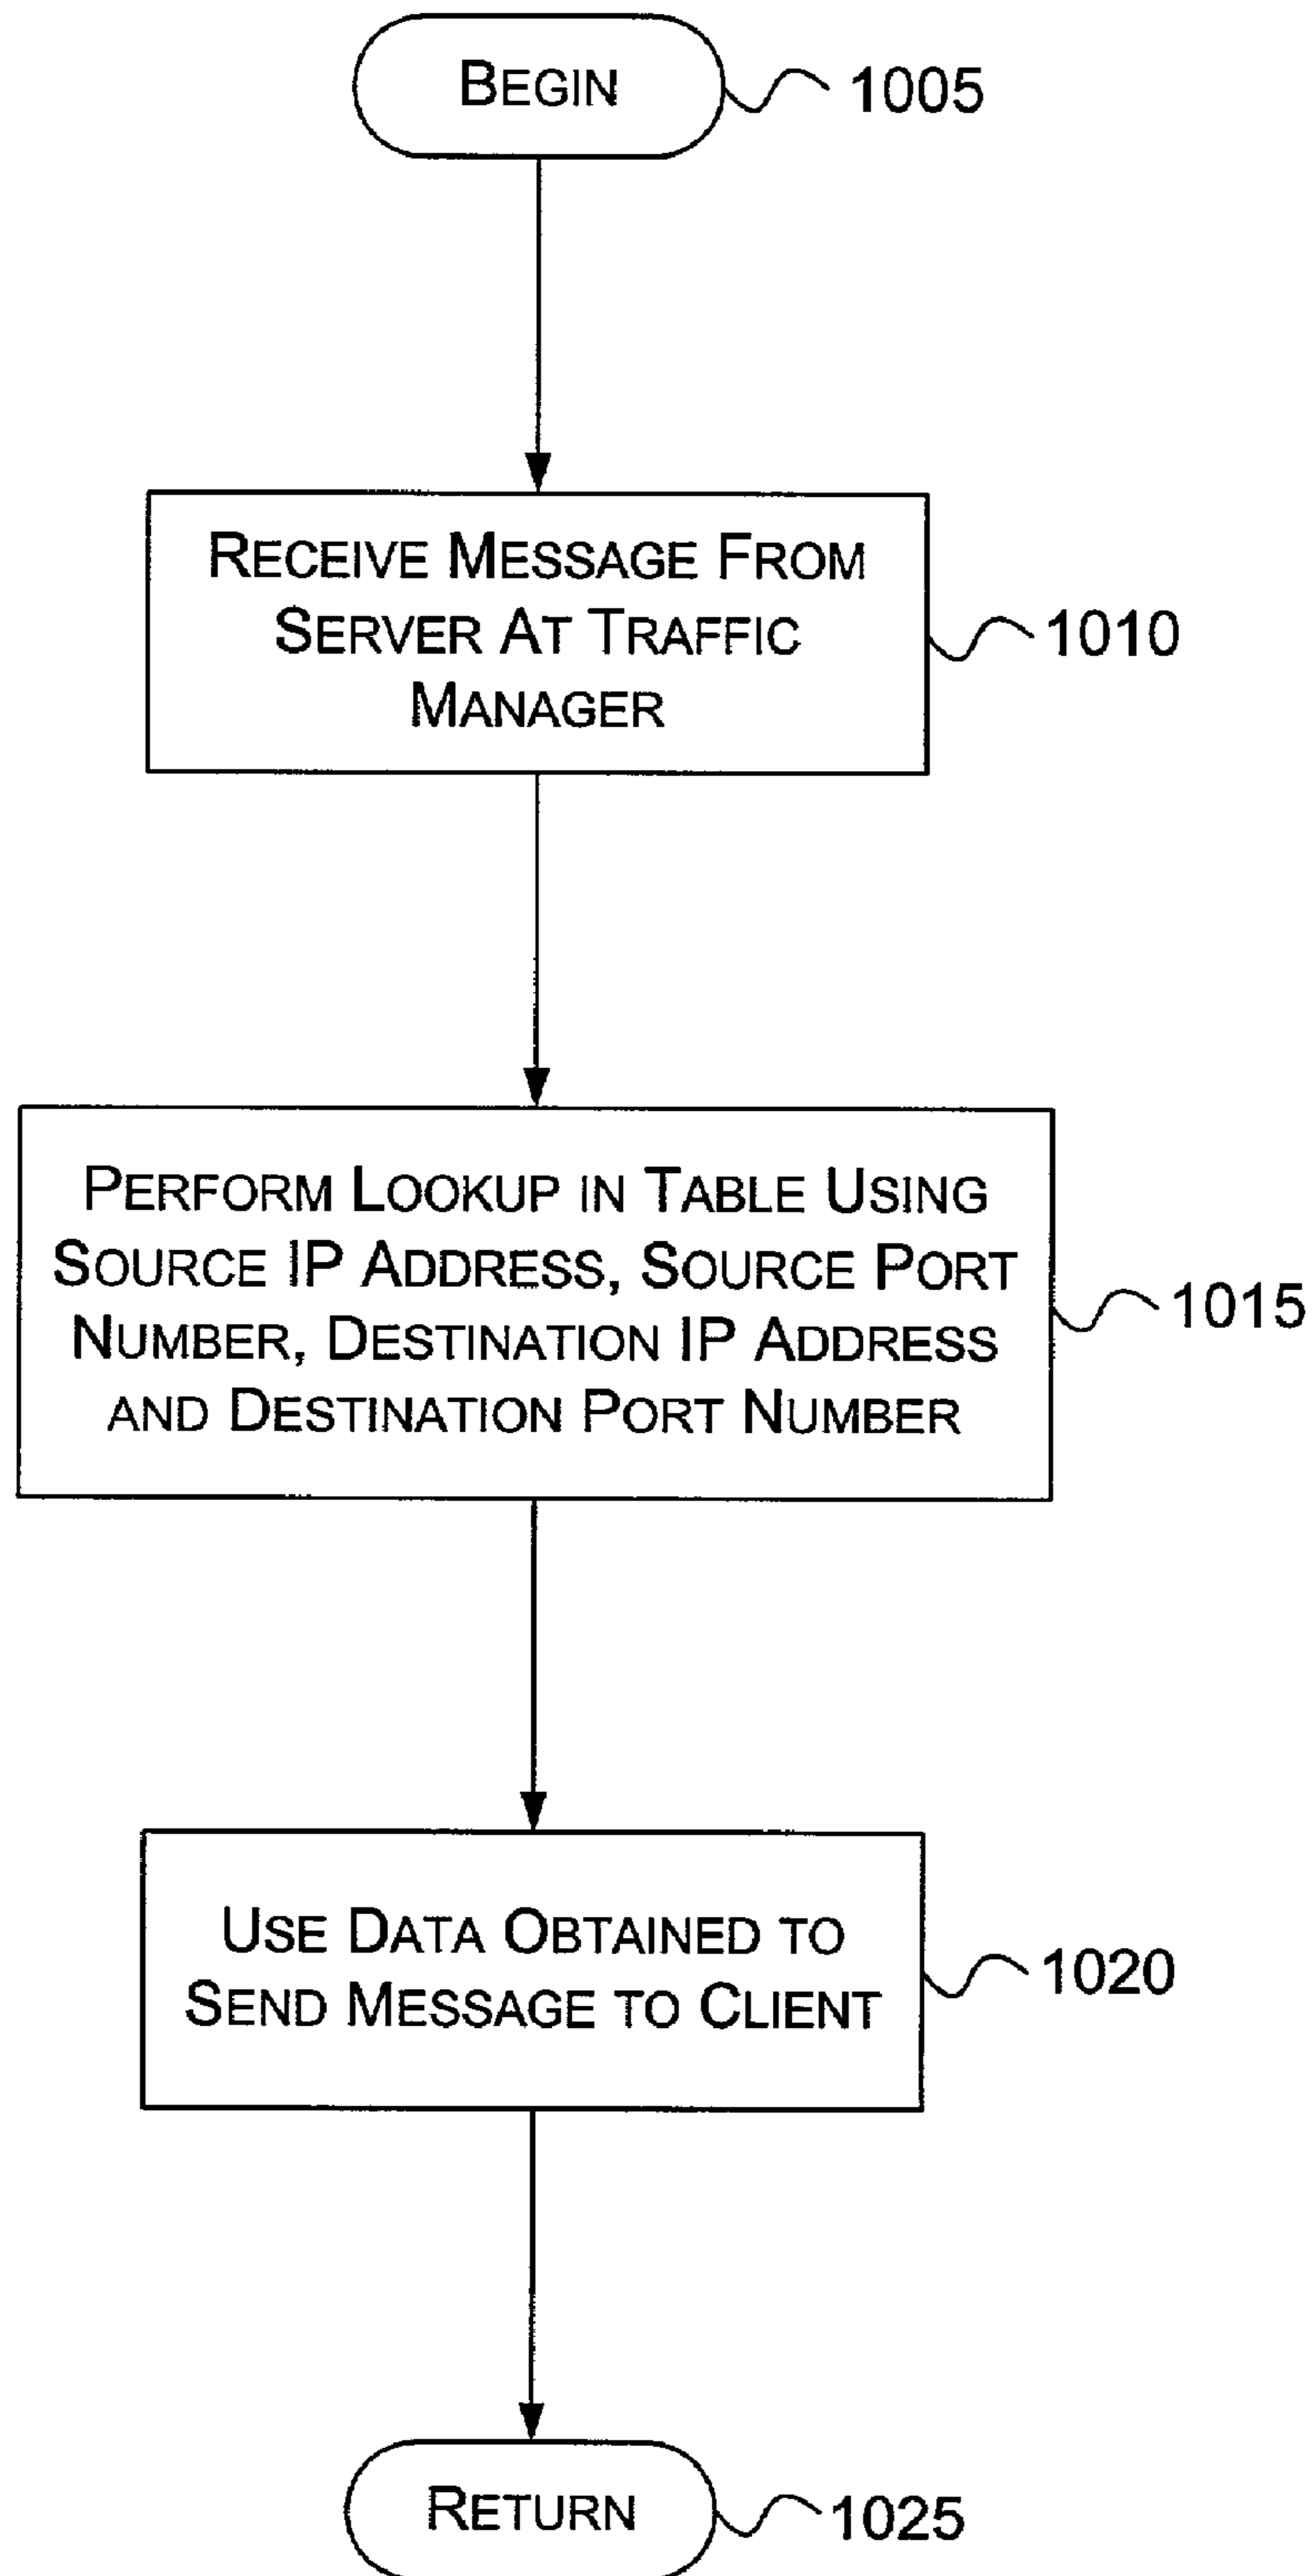 BEGIN
1005
RECEIVE MESSAGE FROM
SERVER AT TRAFFIC
MANAGER
1010
PERFORM LOOKUP IN TABLE USING
SOURCE IP ADDRESS, SOURCE PORT
NUMBER, DESTINATION IP ADDRESS
AND DESTINATION PORT NUMBER
1015
USE DATA OBTAINED TO
SEND MESSAGE TO CLIENT
1020
RETURN
1025